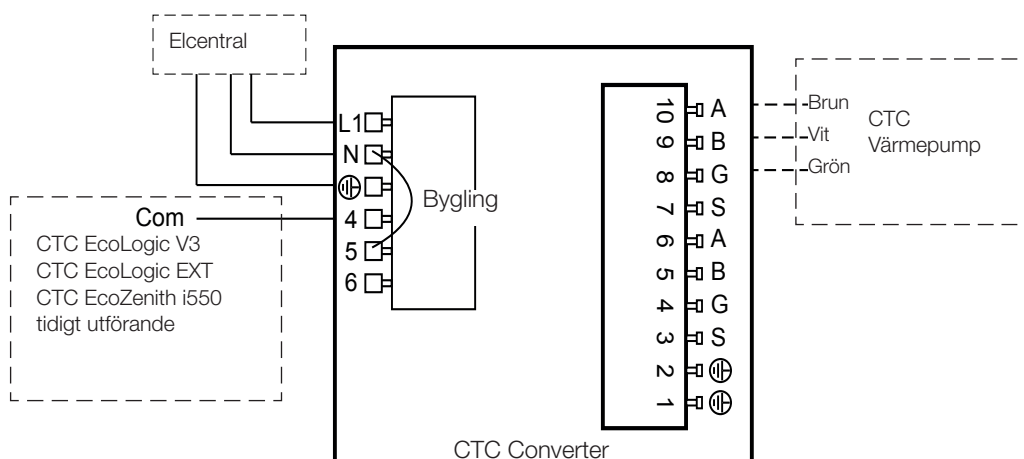 Elcentral
L1
N
4
5
6
Bygling
Com
CTC EcoLogic V3
CTC EcoLogic EXT
CTC EcoZenith i550
tidigt utförande
10 A
9 B
8 G
7 S
6 A
5 B
4 G
3 S
2
1
Brun
Vit
Grön
CTC
Värmepump
CTC Converter